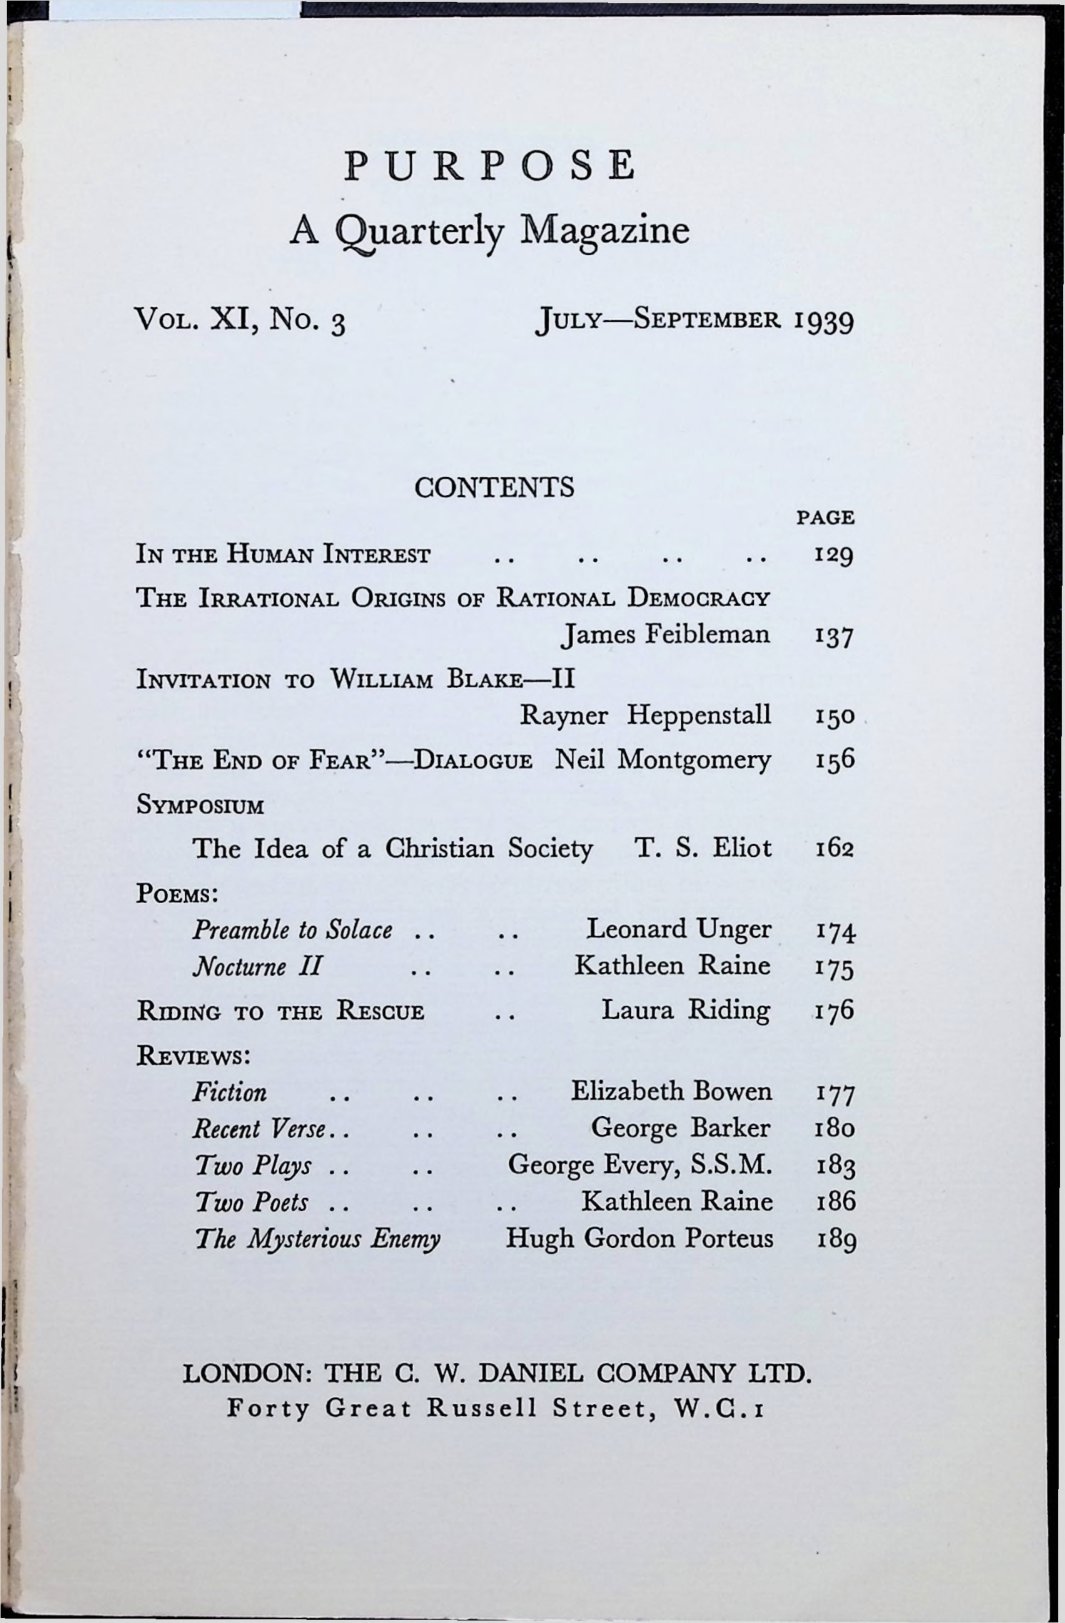 PURPOSE
A Quarterly Magazine
VOL. XI, NO. 3 JULY—SEPTEMBER 1939
CONTENTS
PAGE
IN THE HUMAN INTEREST .. .. .. .. 129
THE IRRATIONAL ORIGINS OF RATIONAL DEMOCRACY
James Feibleman 137
INVITATION TO WILLIAM BLAKE—II
Rayner Heppenstall 150
“THE END OF FEAR”—DIALOGUE Neil Montgomery 156
SYMPOSIUM
The Idea of a Christian Society T. S. Eliot 162
POEMS:
Preamble to Solace .. .. Leonard Unger 174
Nocturne II .. .. Kathleen Raine 175
RIDING TO THE RESCUE .. Laura Riding 176
REVIEWS:
Fiction .. .. .. Elizabeth Bowen 177
Recent Verse.. .. .. George Barker 180
Two Plays .. .. George Every, S.S.M. 183
Two Poets .. .. .. Kathleen Raine 186
The Mysterious Enemy Hugh Gordon Porteus 189
LONDON: THE C. W. DANIEL COMPANY LTD.
Forty Great Russell Street, W.C.1